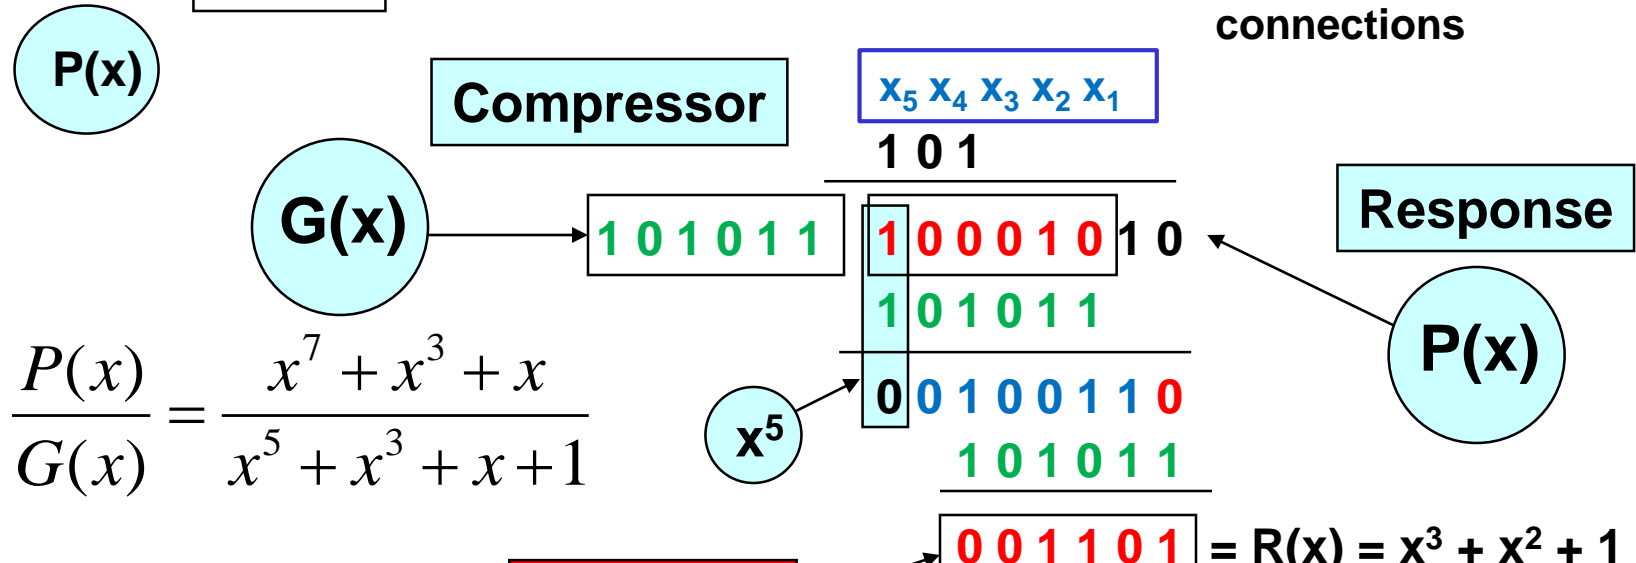 connections
P(x)
x5 x4 x3 x2 x1
Compressor
1 0 1
G(x)
1 0 1 0 1 1
1 0 0 0 1 0 1 0
Response
1 0 1 0 1 1
P(x)/G(x) = (x^7 + x^3 + x)/(x^5 + x^3 + x + 1)
P(x)
0 0 1 0 0 1 1 0
x^5
1 0 1 0 1 1
0 0 1 1 0 1 = R(x) = x^3 + x^2 + 1